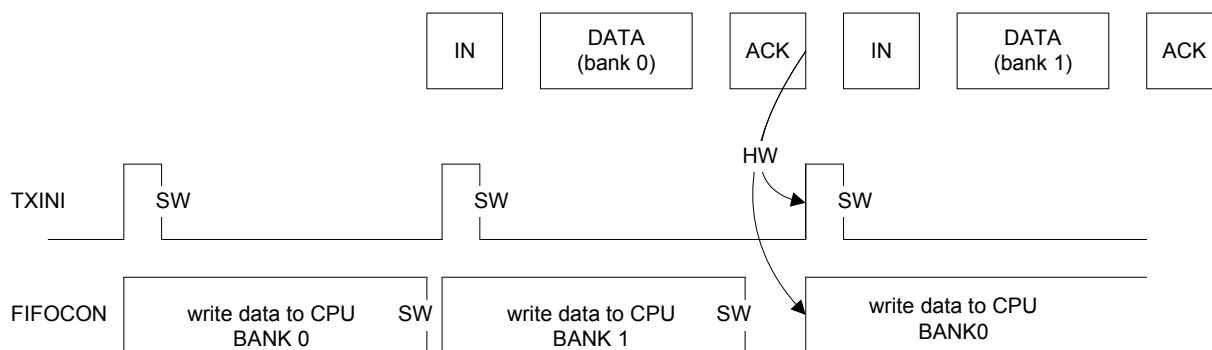 IN
DATA
(bank 0)
ACK
IN
DATA
(bank 1)
ACK
HW
TXINI
SW
SW
SW
FIFOCON
write data to CPU
BANK 0
SW
write data to CPU
BANK 1
SW
write data to CPU
BANK0